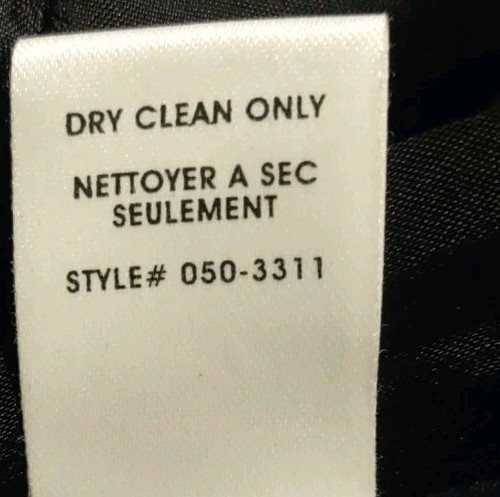 DRY CLEAN ONLY
NETTOYER A SEC
SEULEMENT
STYLE# 050-3311